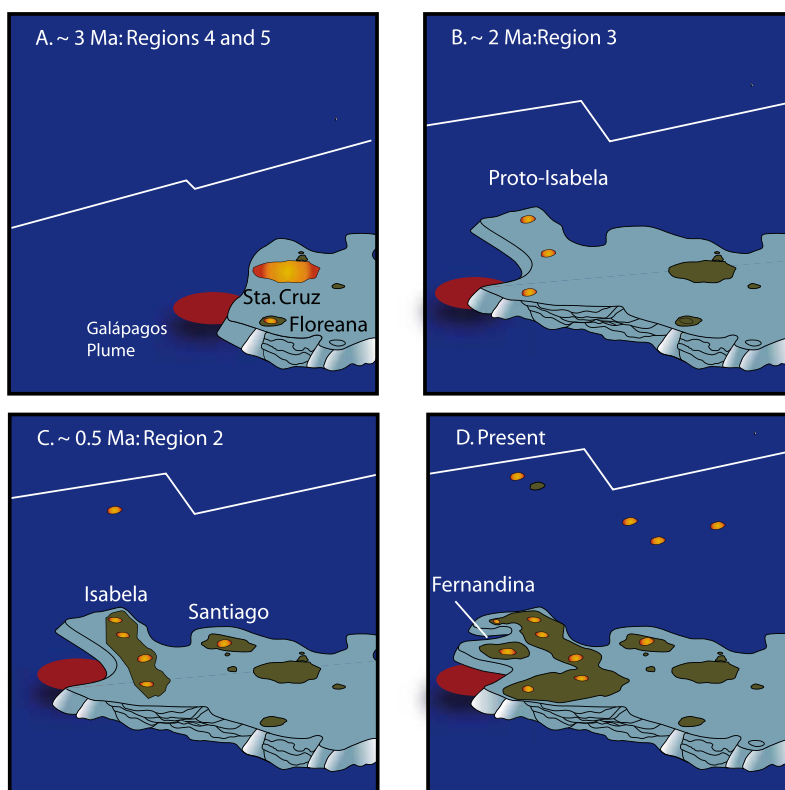 A. ~ 3 Ma: Regions 4 and 5
Sta. Cruz
Floreana
Galápagos
Plume
B. ~ 2 Ma:Region 3
Proto-Isabela
C. ~ 0.5 Ma: Region 2
Isabela
Santiago
D. Present
Fernandina